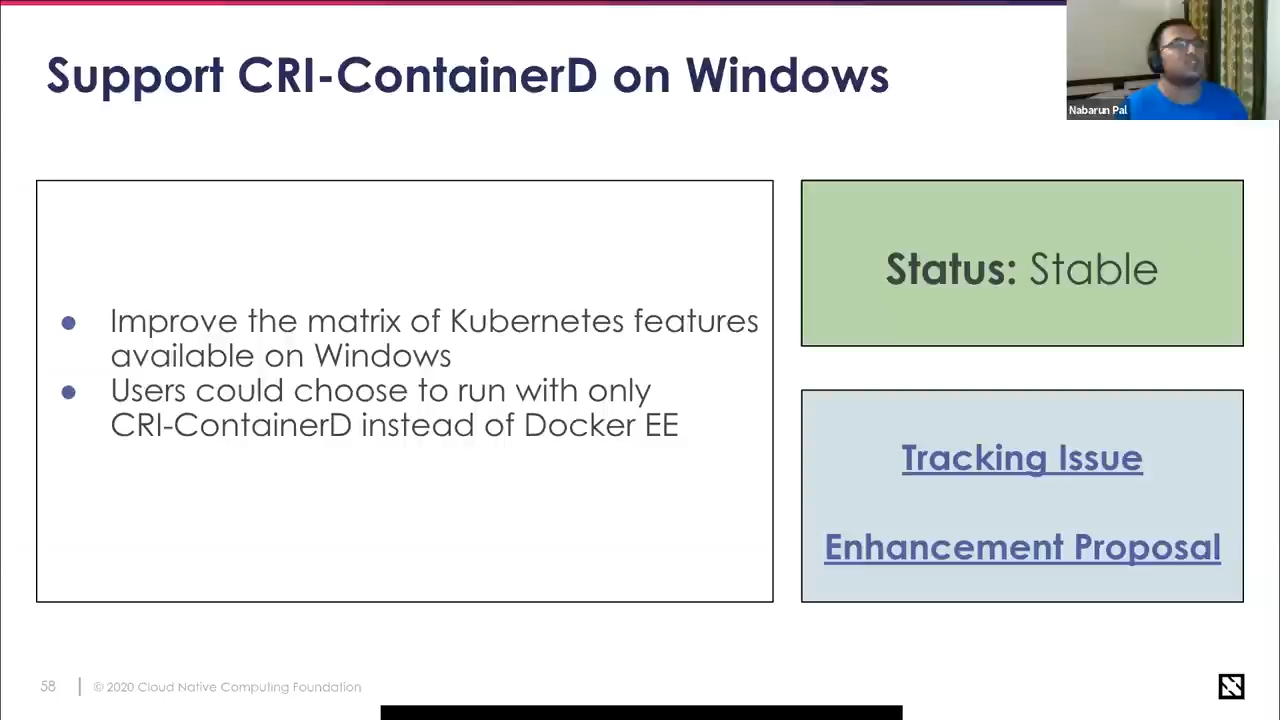 Support CRI-ContainerD on Windows
Nabarun Pal
● Improve the matrix of Kubernetes features
available on Windows
● Users could choose to run with only
CRI-ContainerD instead of Docker EE
Status: Stable
Tracking Issue
Enhancement Proposal
58 | © 2020 Cloud Native Computing Foundation